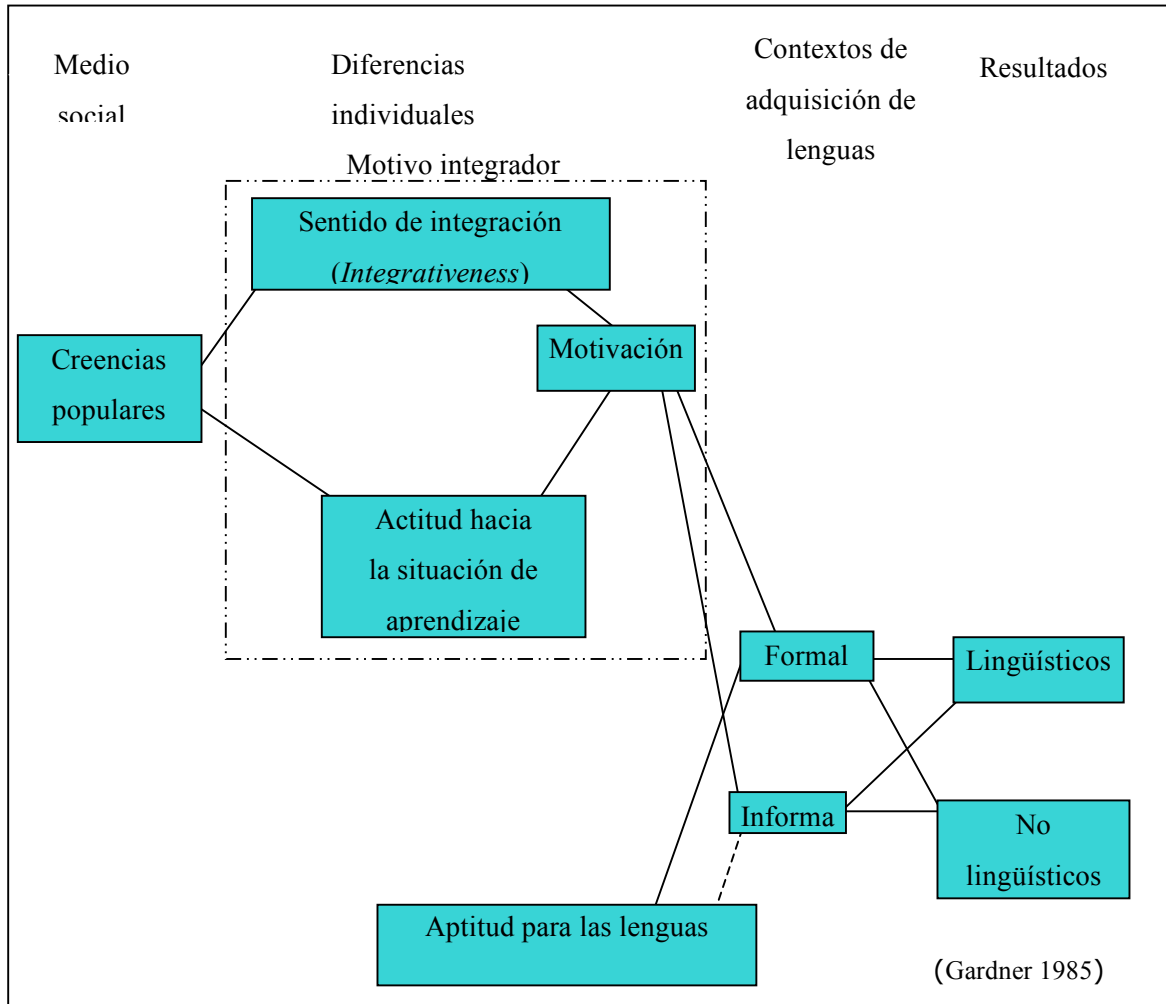 Medio
social
Diferencias
individuales
Contextos de
adquisición de
lenguas
Resultados
Motivo integrador
Sentido de integración
(Integrativeness)
Creencias
populares
Motivación
Actitud hacia
la situación de
aprendizaje
Formal
Lingüísticos
Informa
No
lingüísticos
Aptitud para las lenguas
(Gardner 1985)